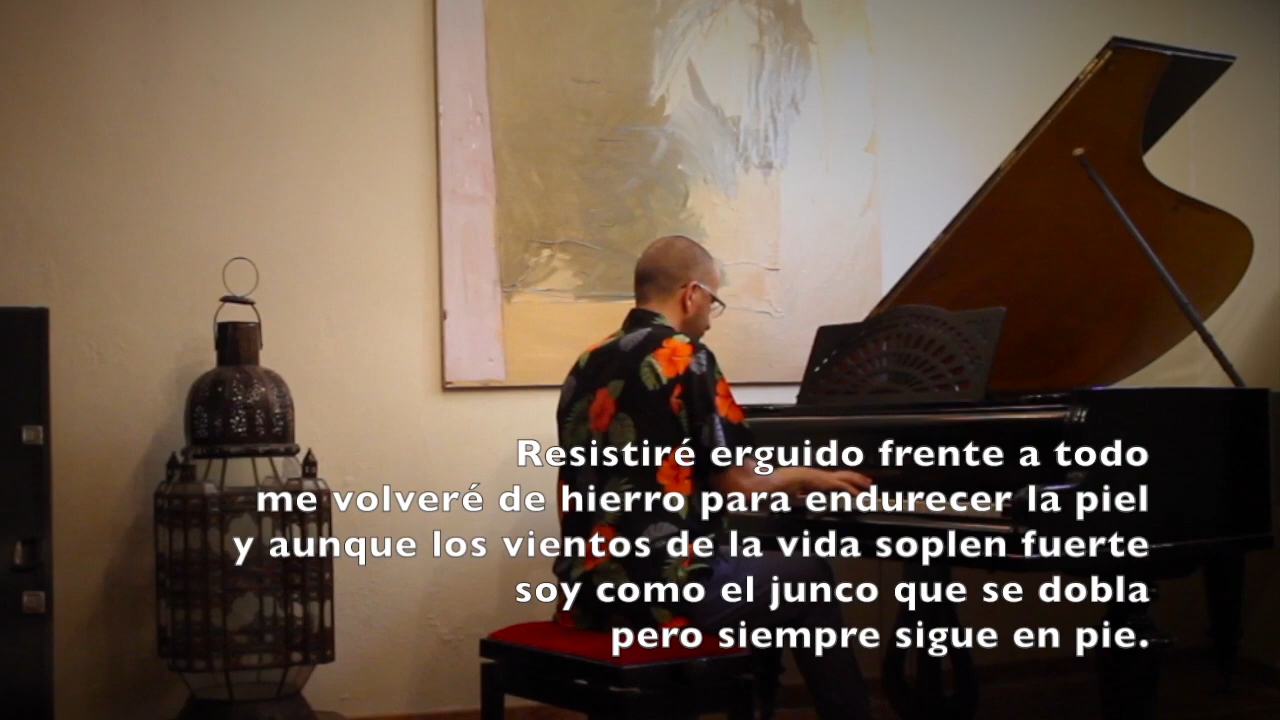 Resistiré erguido frente a todo
me volveré de hierro para endurecer la piel
y aunque los vientos de la vida soplen fuerte
soy como el junco que se dobla
pero siempre sigue en pie.